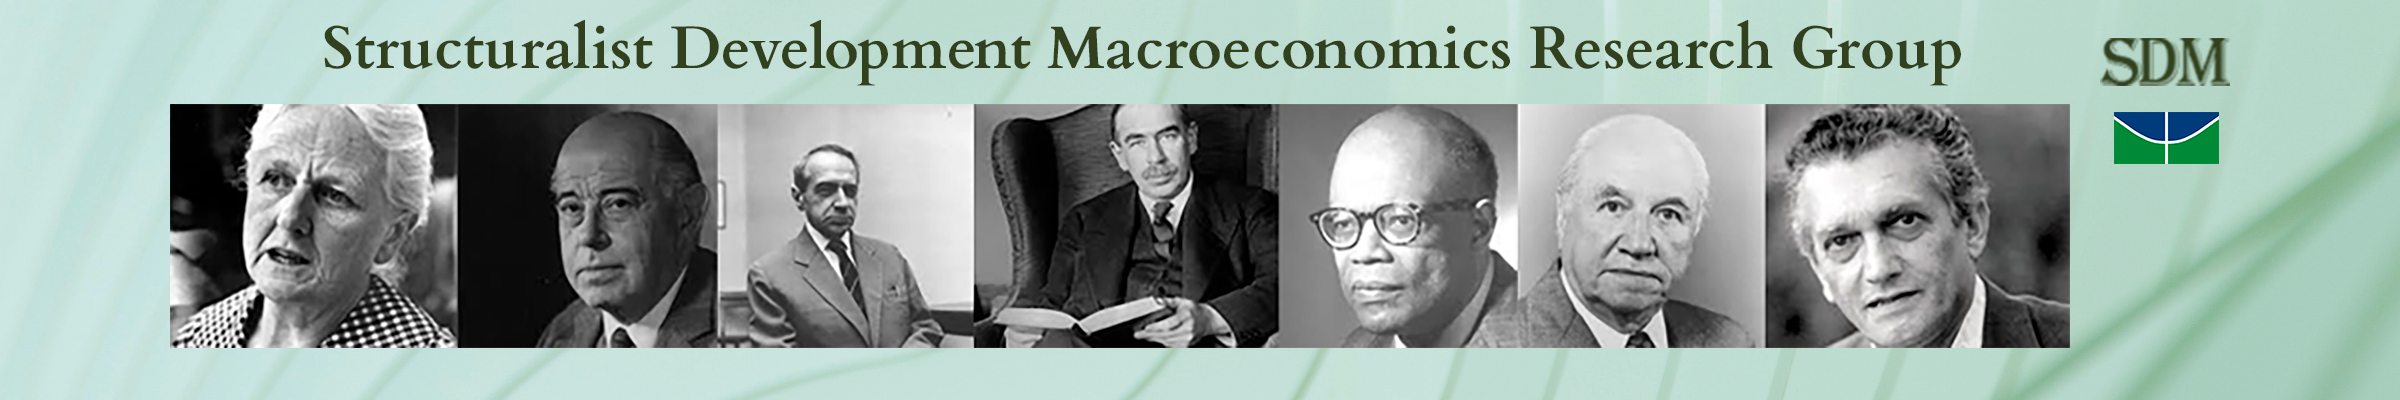 Structuralist Development Macroeconomics Research Group
SDM